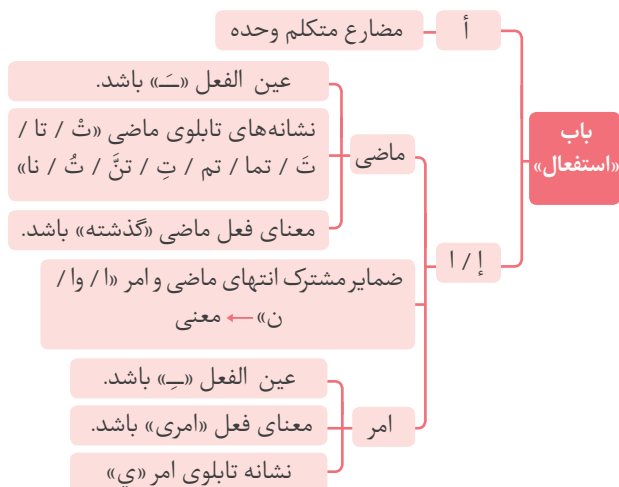 باب
«استفعال»
أ
مضارع متکلم وحده
إ / ا
ماضی
عین الفعل «ـَـ» باشد.
نشانه‌های تابلوی ماضی «تْ / تا /
تَ / تما / تم / تِ / تنَّ / تُ / نا»
معنای فعل ماضی «گذشته» باشد.
ضمایر مشترک انتهای ماضی و امر «ا / وا /
ن» ← معنی
امر
عین الفعل «ـِـ» باشد.
معنای فعل «امری» باشد.
نشانه تابلوی امر «ي»